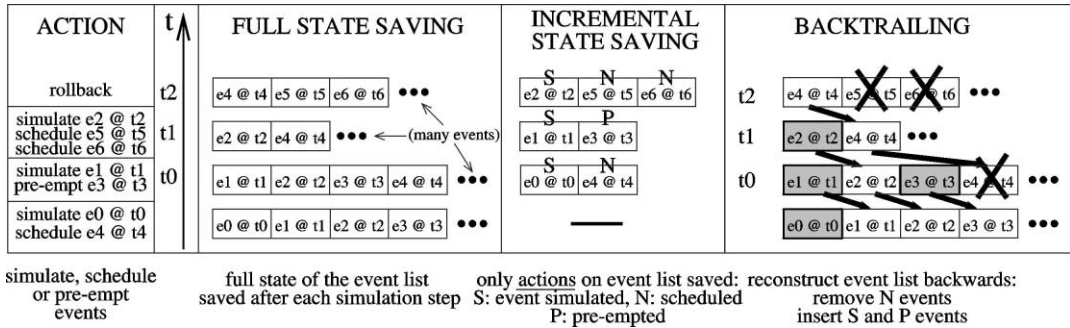 ACTION
t
FULL STATE SAVING
INCREMENTAL
STATE SAVING
BACKTRAILING
rollback
t2
e4 @ t4 e5 @ t5 e6 @ t6 •••
S N N
e2 @ t2 e5 @ t5 e6 @ t6
t2
e4 @ t4 e5 @ t5 e6 @ t6 •••
simulate e2 @ t2
schedule e5 @ t5
schedule e6 @ t6
t1
e2 @ t2 e4 @ t4 •••
(many events)
S P
e1 @ t1 e3 @ t3
t1
e2 @ t2 e4 @ t4 •••
simulate e1 @ t1
pre-empt e3 @ t3
t0
e1 @ t1 e2 @ t2 e3 @ t3 e4 @ t4 •••
S N
e0 @ t0 e4 @ t4
t0
e1 @ t1 e2 @ t2 e3 @ t3 e4 @ t4 •••
simulate e0 @ t0
schedule e4 @ t4
e0 @ t0 e1 @ t1 e2 @ t2 e3 @ t3 •••
e0 @ t0 e1 @ t1 e2 @ t2 e3 @ t3 •••
simulate, schedule
or pre-empt
events
full state of the event list
saved after each simulation step
only actions on event list saved:
S: event simulated, N: scheduled
P: pre-empted
reconstruct event list backwards:
remove N events
insert S and P events